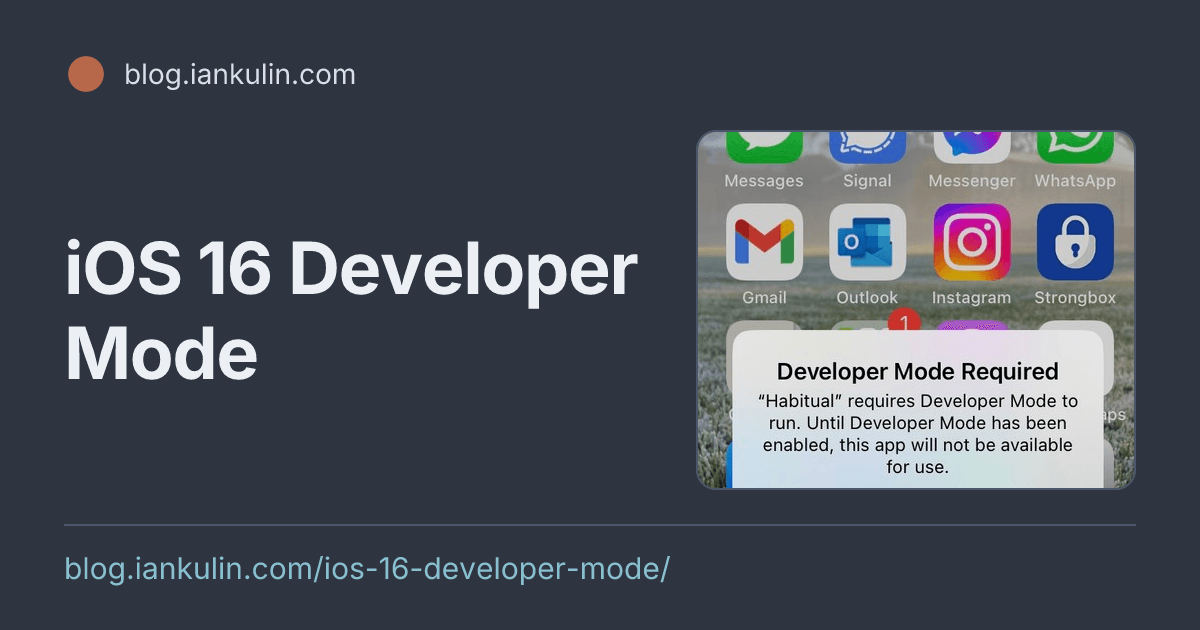 blog.iankulin.com
iOS 16 Developer
Mode
Messages Signal Messenger WhatsApp
Gmail Outlook Instagram Strongbox
1
Developer Mode Required
“Habitual” requires Developer Mode to
run. Until Developer Mode has been
enabled, this app will not be available
for use.
blog.iankulin.com/ios-16-developer-mode/